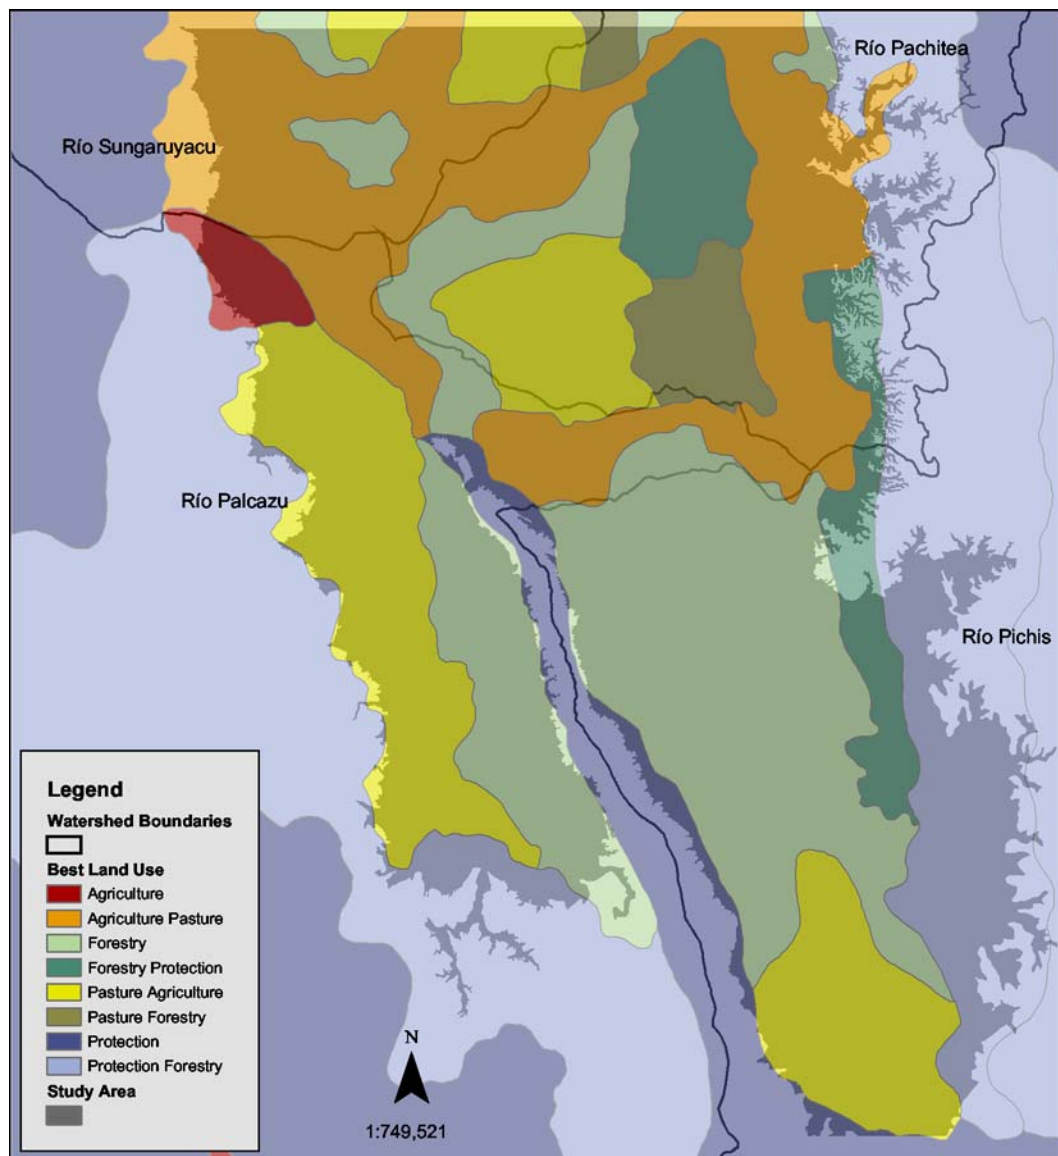 Río Pachitea
Río Sungaruyacu
Río Palcazu
Río Pichis
Legend
Watershed Boundaries
Best Land Use
Agriculture
Agriculture Pasture
Forestry
Forestry Protection
Pasture Agriculture
Pasture Forestry
Protection
Protection Forestry
Study Area
N
1:749,521